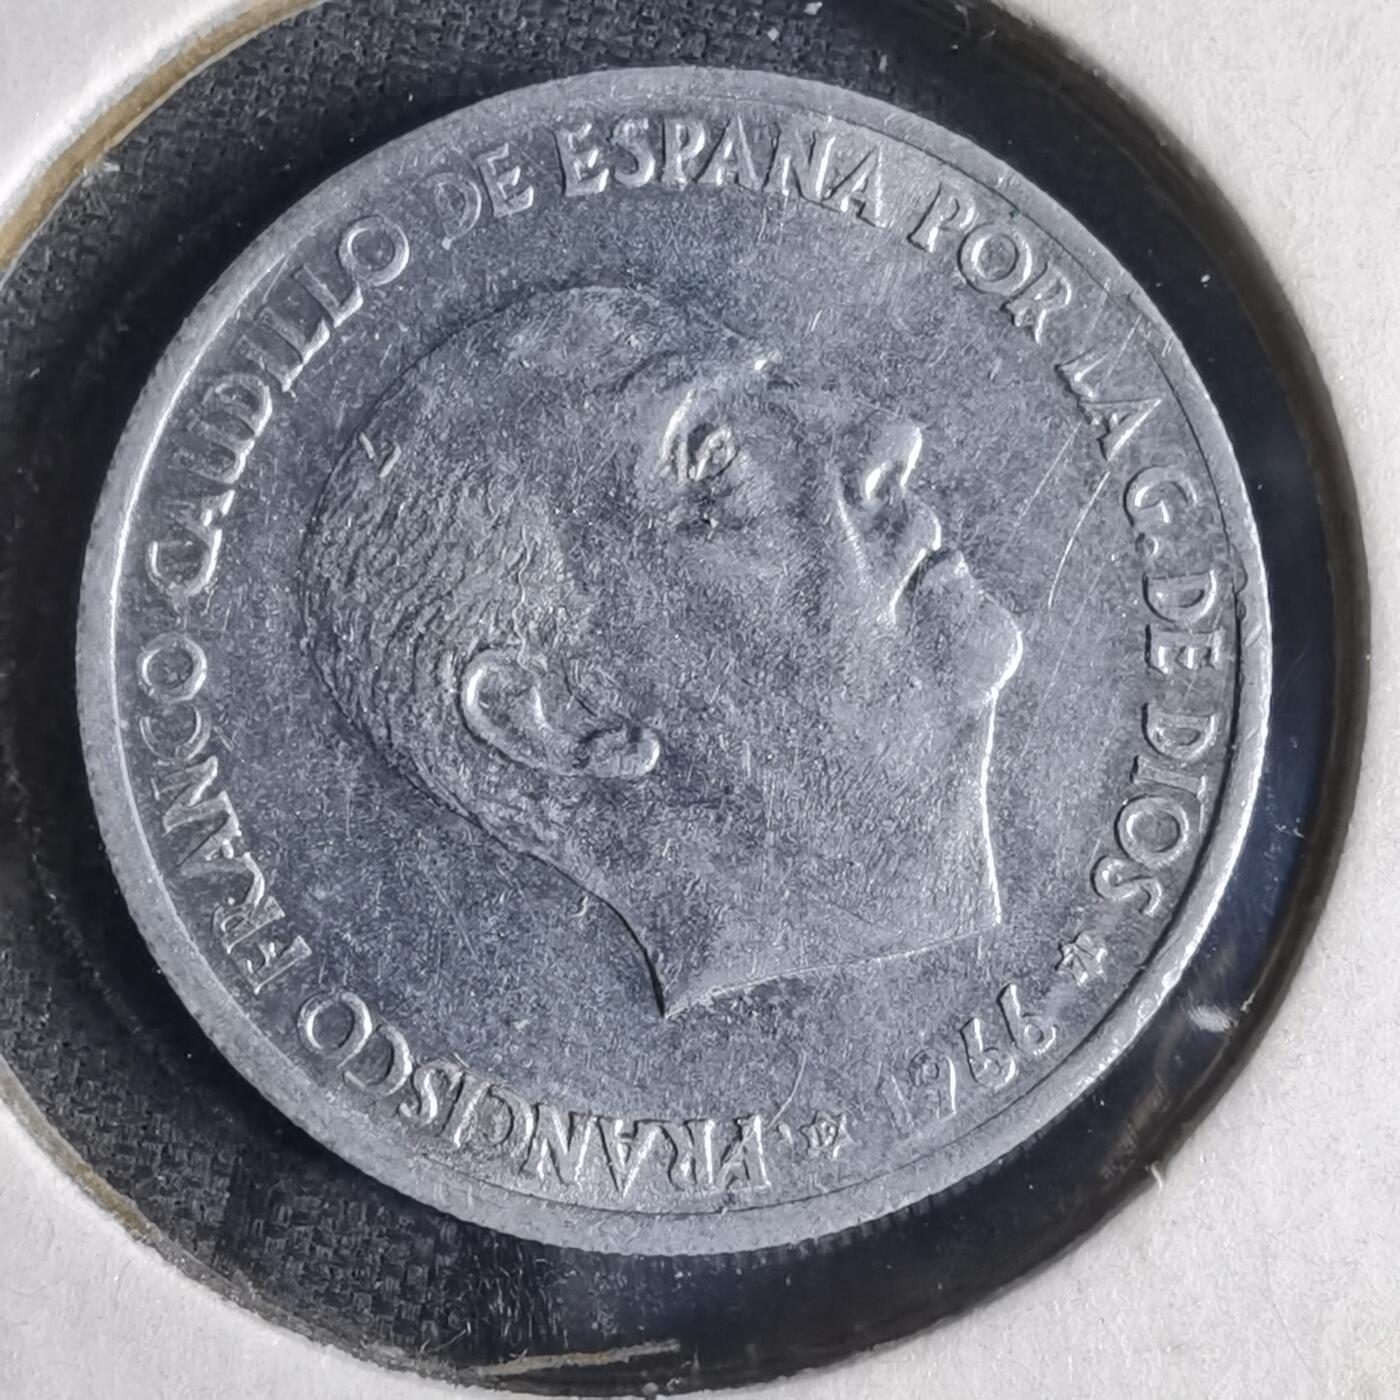 FRANCISCO FRANCO·CAUDILLO DE ESPAÑA POR LA G. DE DIOS
* 1966 *